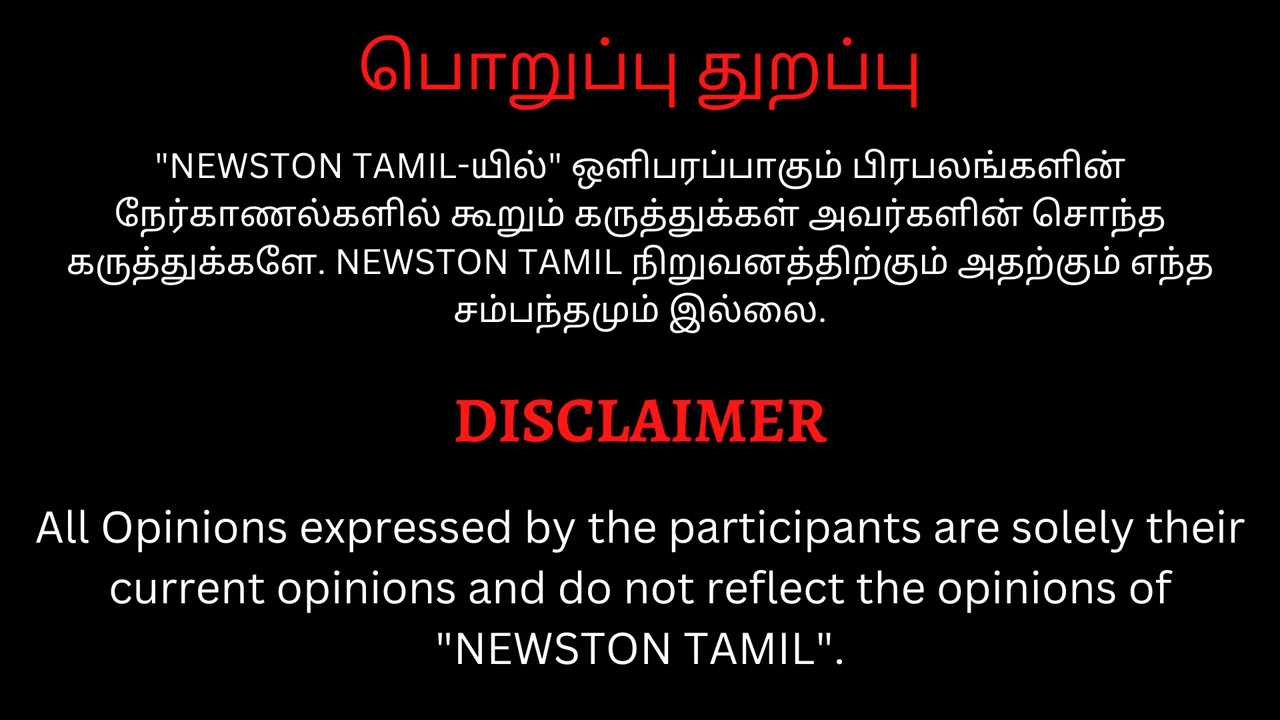 பொறுப்பு துறப்பு
"NEWSTON TAMIL-யில்" ஒளிபரப்பாகும் பிரபலங்களின்
நேர்காணல்களில் கூறும் கருத்துக்கள் அவர்களின் சொந்த
கருத்துக்களே. NEWSTON TAMIL நிறுவனத்திற்கும் அதற்கும் எந்த
சம்பந்தமும் இல்லை.
DISCLAIMER
All Opinions expressed by the participants are solely their
current opinions and do not reflect the opinions of
"NEWSTON TAMIL".